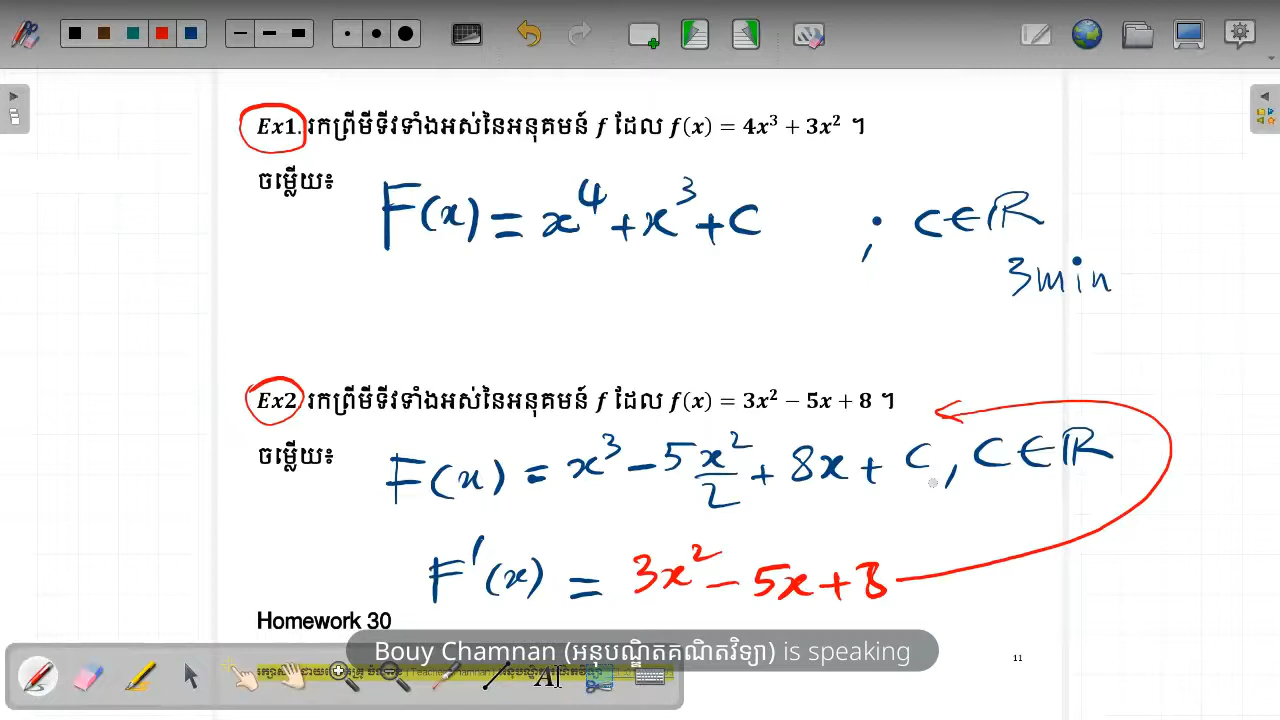 Ex1. រកព្រីមីទីវទាំងអស់នៃអនុគមន៍ f ដែល f(x) = 4x³ + 3x² ។
ចម្លើយ៖
F(x) = x⁴ + x³ + C ; C∈ℝ
3min
Ex2 រកព្រីមីទីវទាំងអស់នៃអនុគមន៍ f ដែល f(x) = 3x² − 5x + 8 ។
ចម្លើយ៖
F(x) = x³ − 5x²/2 + 8x + C, C∈ℝ
F'(x) = 3x² − 5x + 8
Homework 30
Bouy Chamnan (អនុបណ្ឌិតគណិតវិទ្យា) is speaking
11